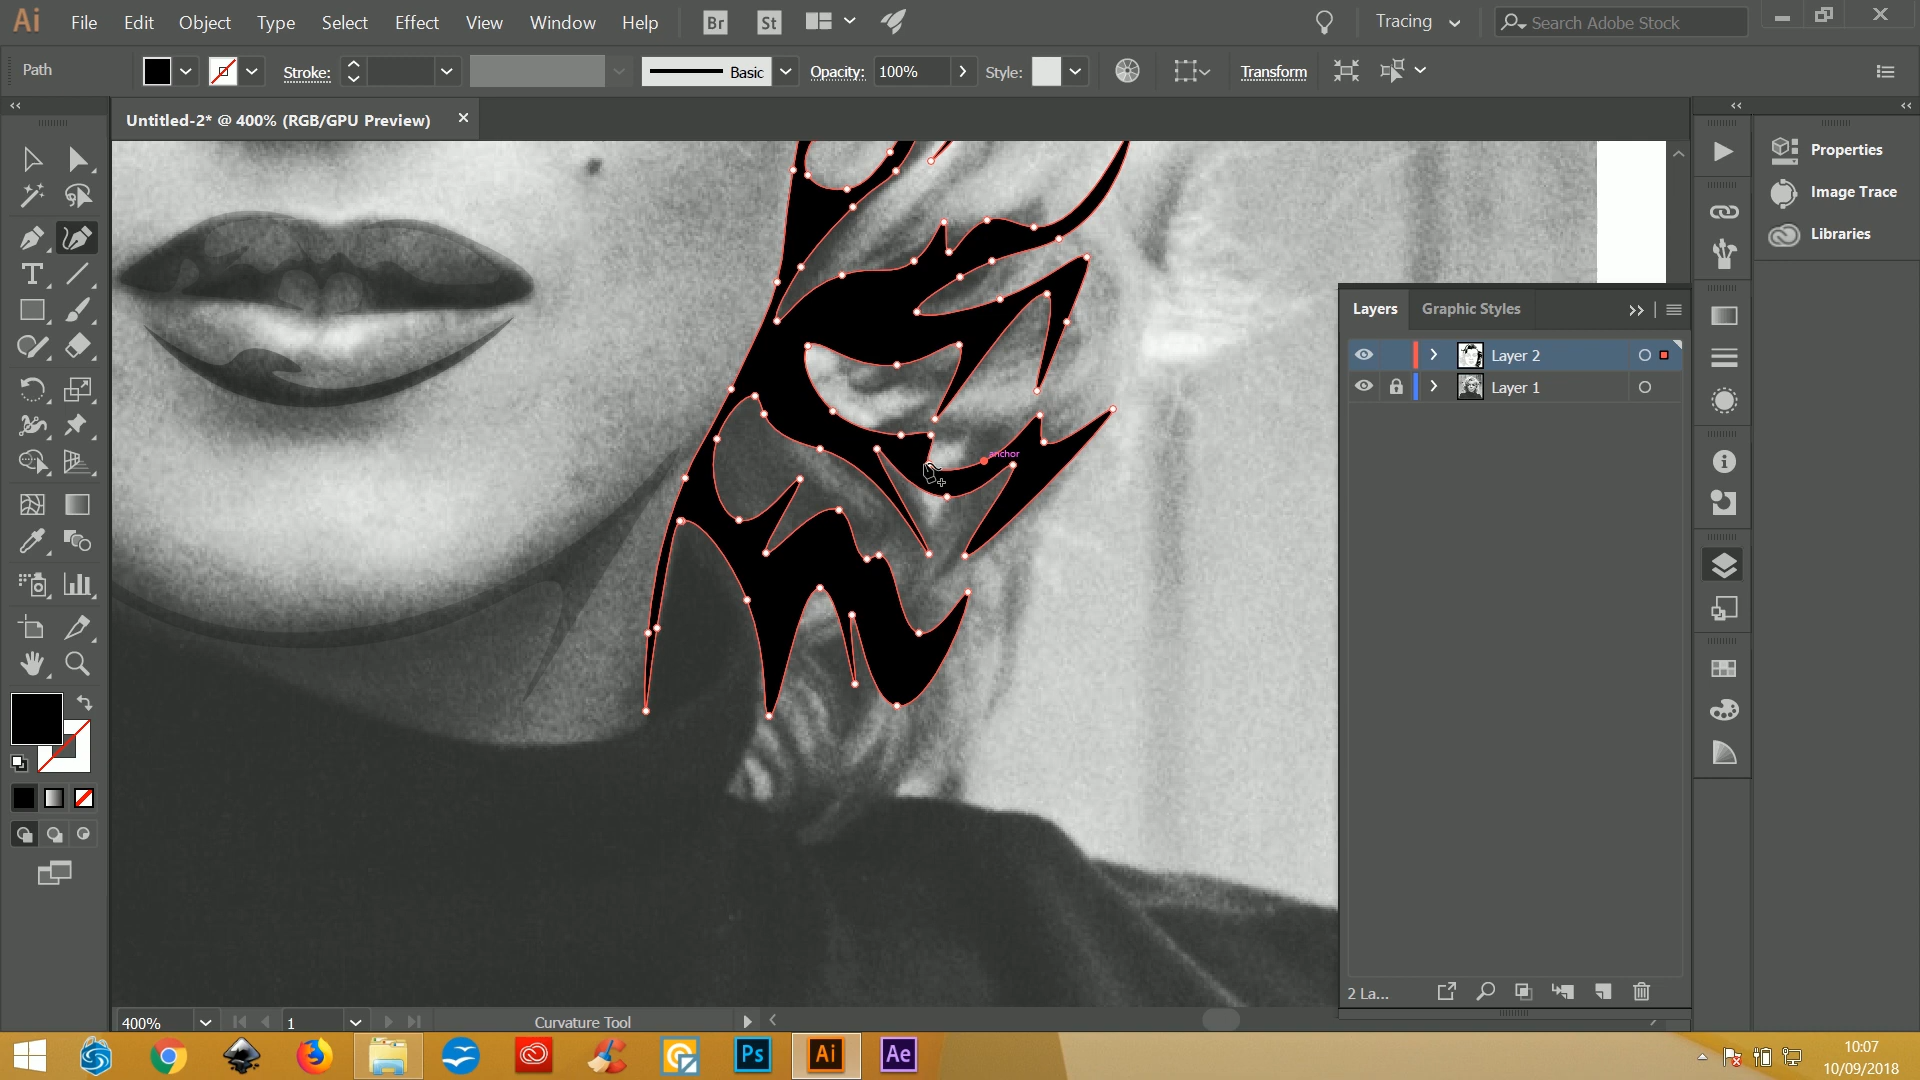 Ai File Edit Object Type Select Effect View Window Help Br St Tracing Search Adobe Stock
Path Stroke: Basic Opacity: 100% Style: Transform
Untitled-2* @ 400% (RGB/GPU Preview)
Properties
Image Trace
Libraries
Layers Graphic Styles
Layer 2
Layer 1
anchor
2 La...
400% 1 Curvature Tool
Ps Ai Ae
10:07
10/09/2018